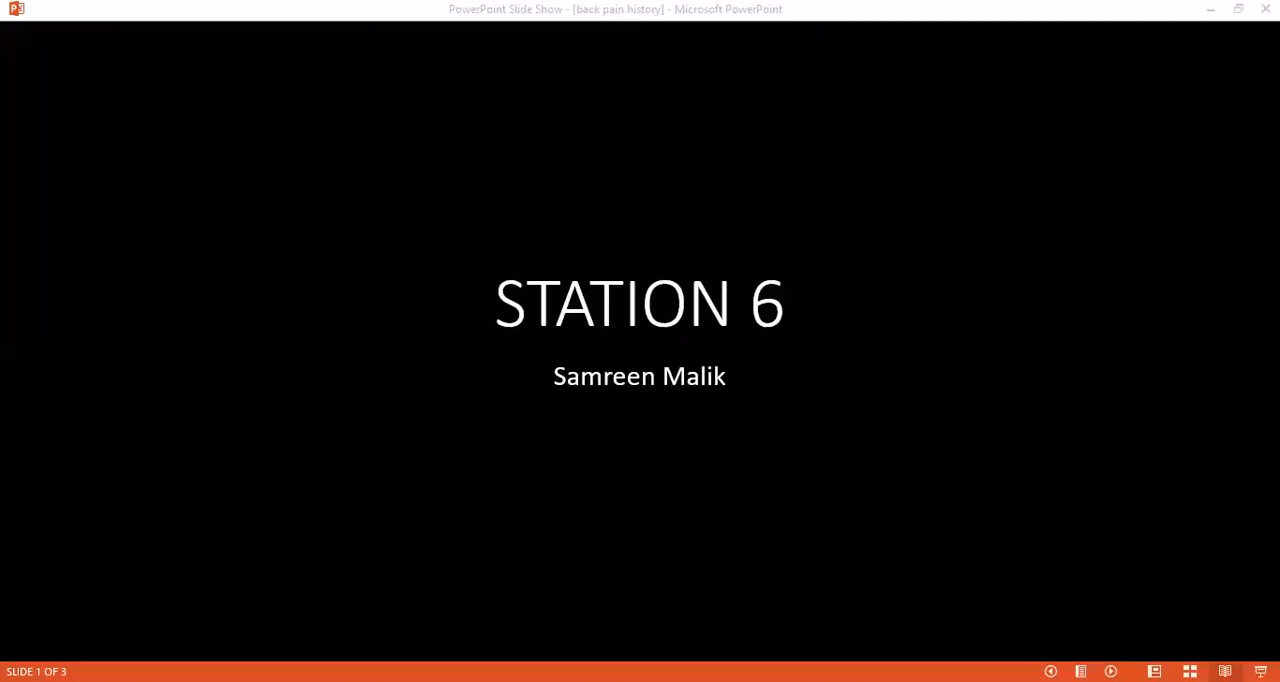 PowerPoint Slide Show - [back pain history] - Microsoft PowerPoint
STATION 6
Samreen Malik
SLIDE 1 OF 3